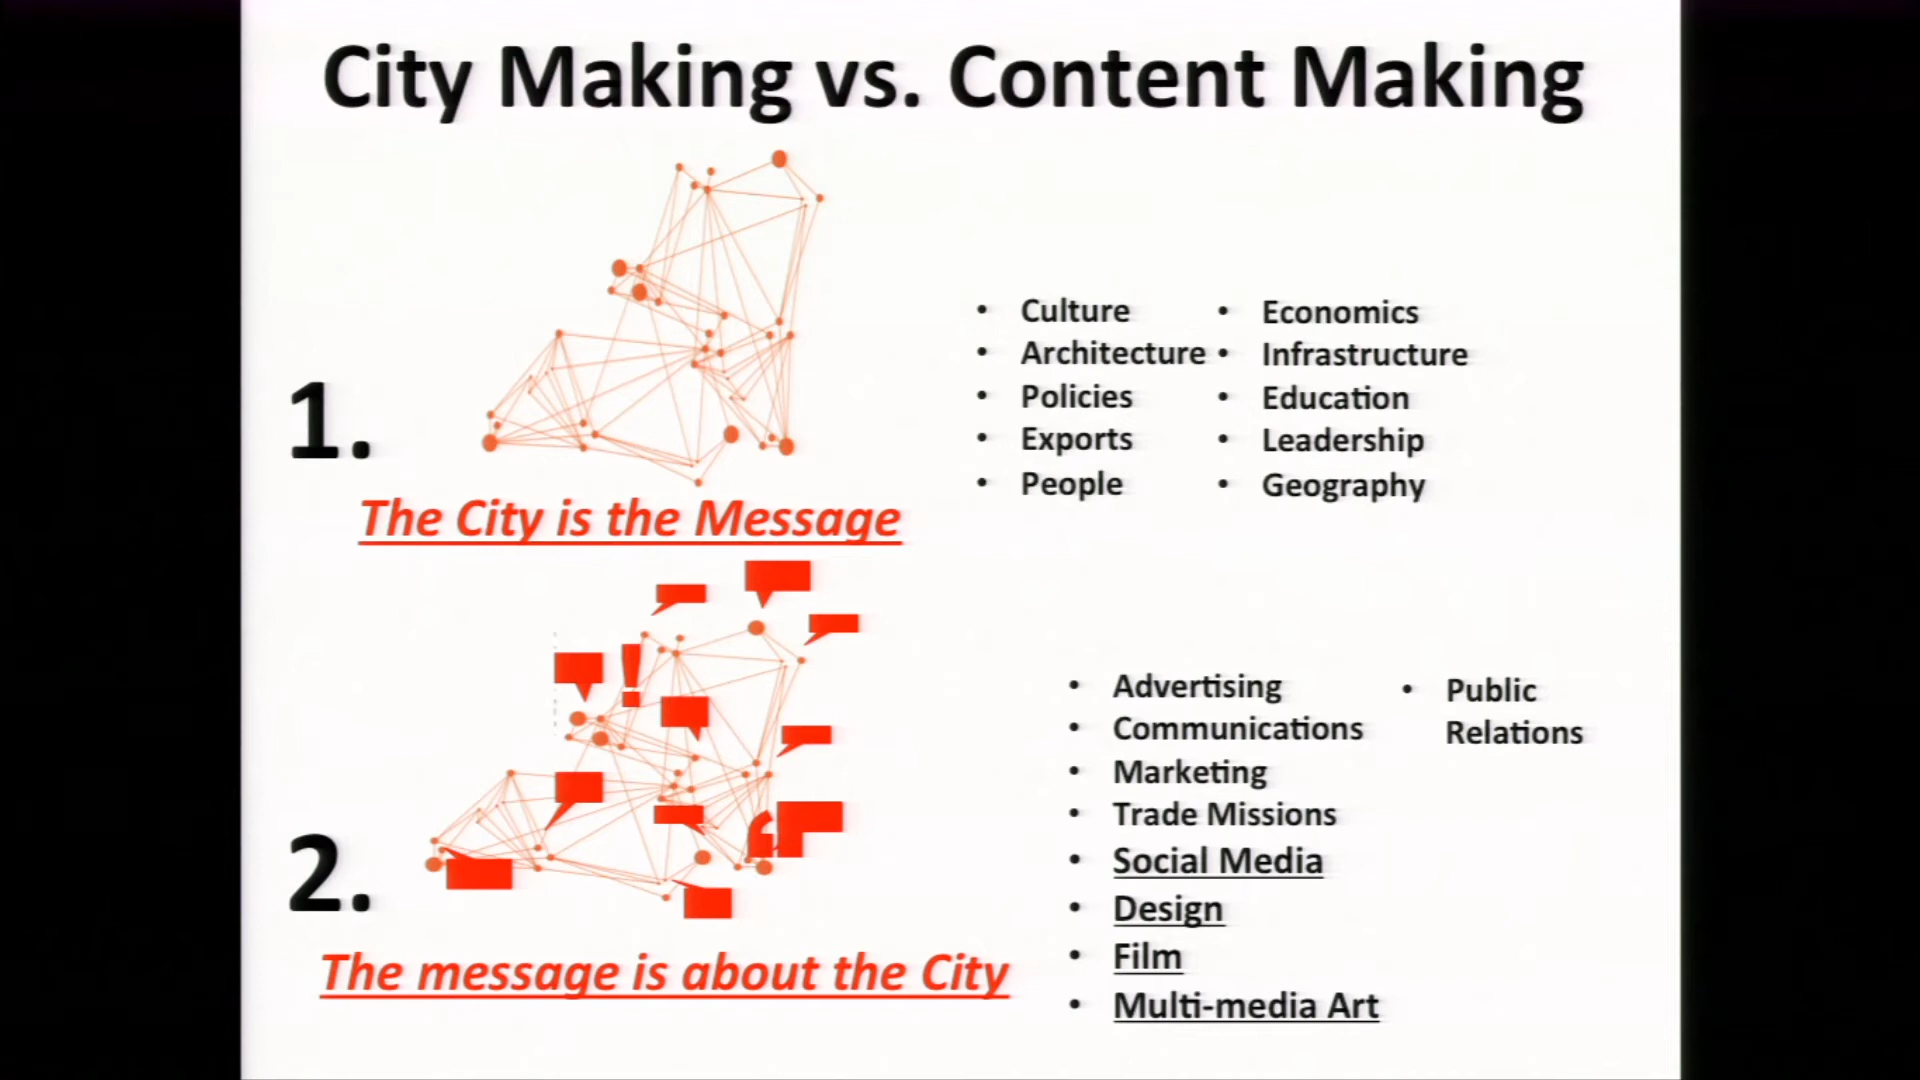 City Making vs. Content Making
1.
• Culture
• Architecture
• Policies
• Exports
• People
• Economics
• Infrastructure
• Education
• Leadership
• Geography
The City is the Message
!
2.
• Advertising
• Communications
• Marketing
• Trade Missions
• Social Media
• Design
• Film
• Multi-media Art
• Public
Relations
The message is about the City